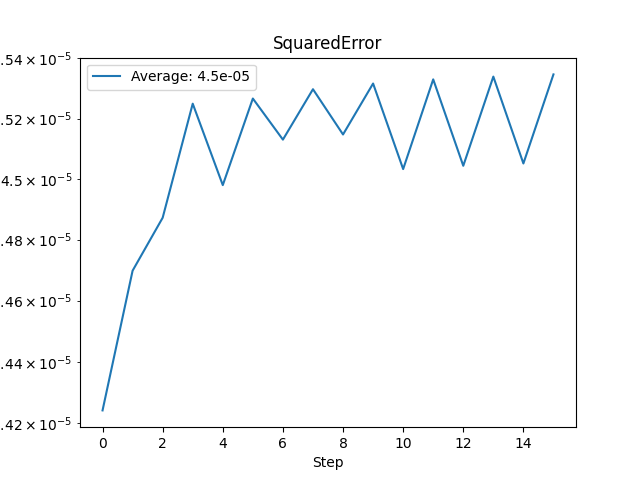 SquaredError
Average: 4.5e-05
.54 × 10⁻⁵
.52 × 10⁻⁵
4.5 × 10⁻⁵
.48 × 10⁻⁵
.46 × 10⁻⁵
.44 × 10⁻⁵
.42 × 10⁻⁵
0 2 4 6 8 10 12 14
Step